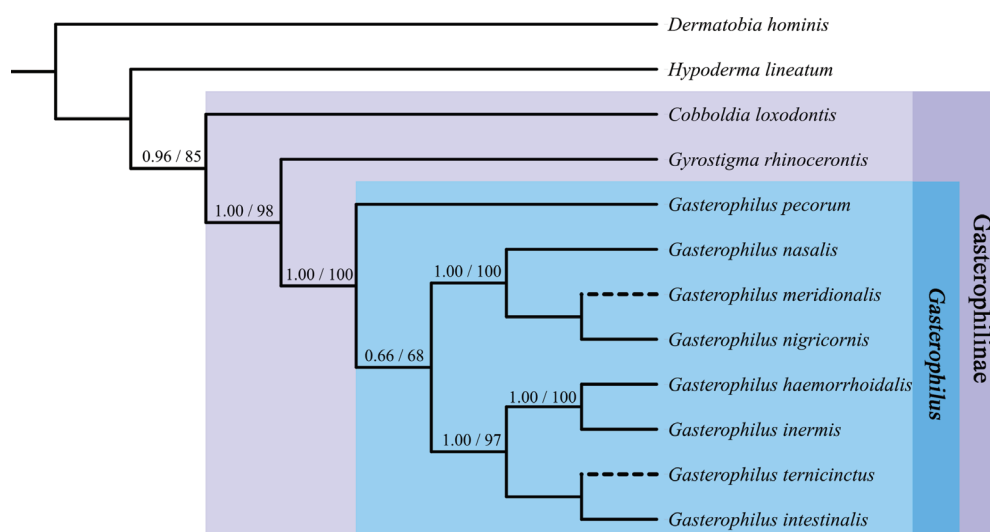 Dermatobia hominis
Hypoderma lineatum
Cobboldia loxodontis
0.96 / 85
Gyrostigma rhinocerontis
1.00 / 98
Gasterophilus pecorum
Gasterophilus nasalis
1.00 / 100
1.00 / 100
Gasterophilus meridionalis
Gasterophilus nigricornis
0.66 / 68
Gasterophilus haemorrhoidalis
1.00 / 100
Gasterophilus inermis
1.00 / 97
Gasterophilus ternicinctus
Gasterophilus intestinalis
Gasterophilus
Gasterophilinae